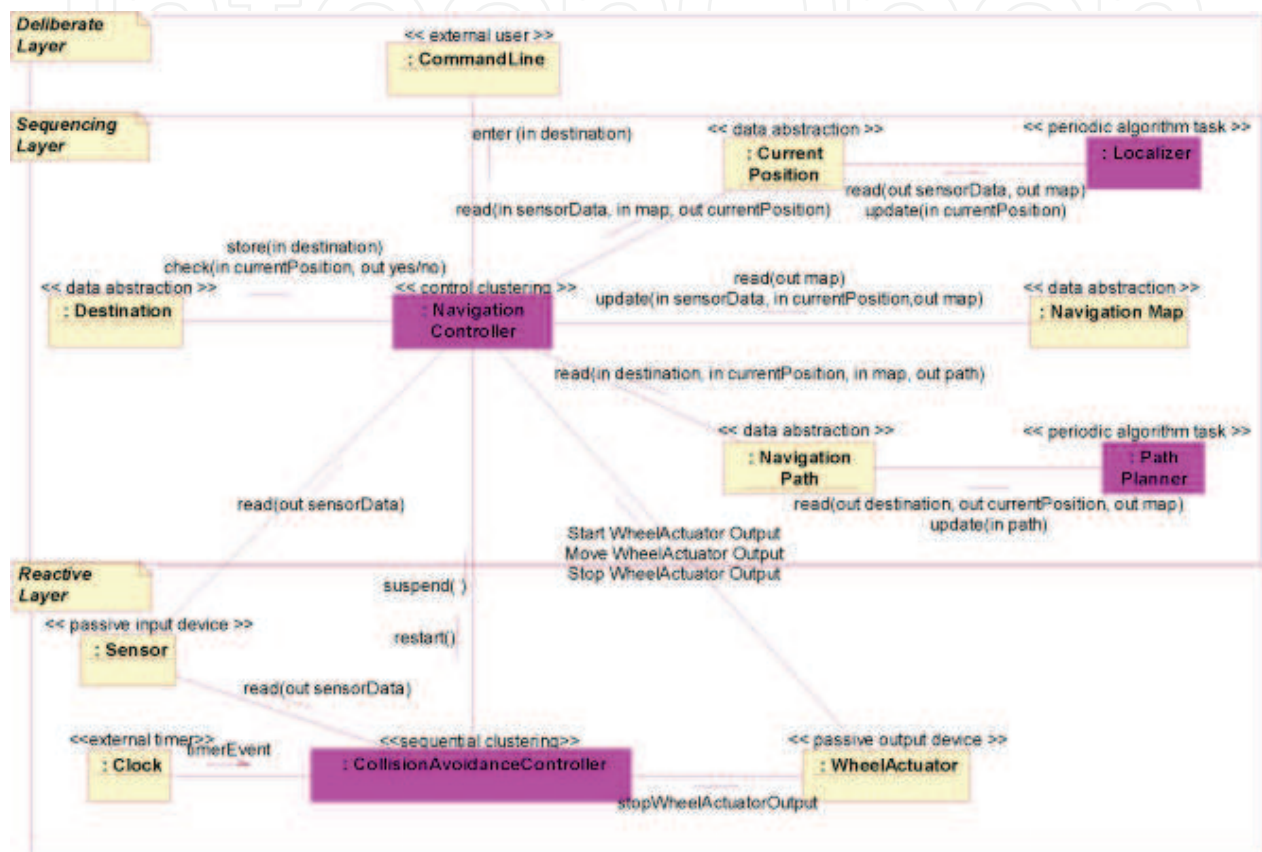 Deliberate
Layer
<< external user >>
: CommandLine
Sequencing
Layer
enter (in destination)
<< data abstraction >>
: Current
Position
<< periodic algorithm task >>
: Localizer
read(out sensorData, out map)
update(in currentPosition)
read(in sensorData, in map, out currentPosition)
store(in destination)
check(in currentPosition, out yes/no)
<< data abstraction >>
: Destination
<< control clustering >>
: Navigation
Controller
read(out map)
update(in sensorData, in currentPosition,out map)
<< data abstraction >>
: Navigation Map
read(in destination, in currentPosition, in map, out path)
<< data abstraction >>
: Navigation
Path
<< periodic algorithm task >>
: Path
Planner
read(out destination, out currentPosition, out map)
update(in path)
read(out sensorData)
Start WheelActuator Output
Move WheelActuator Output
Stop WheelActuator Output
Reactive
Layer
suspend( )
restart()
<< passive input device >>
: Sensor
read(out sensorData)
<<external timer>>
: Clock
timerEvent
<<sequential clustering>>
: CollisionAvoidanceController
<< passive output device >>
: WheelActuator
stopWheelActuatorOutput